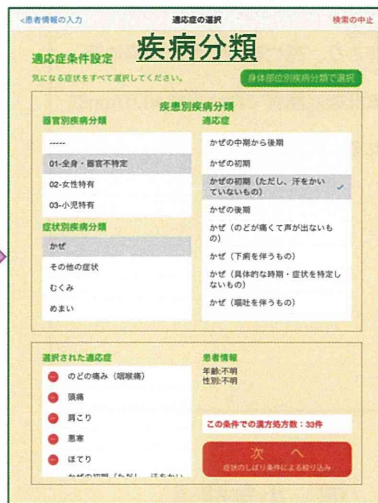 <患者情報の入力
適応症の選択
検索の中止
疾病分類
適応症条件設定
気になる症状をすべて選択してください。
身体部位別疾病分類で選択
疾患別疾病分類
器官別疾病分類
-----
01-全身・器官不特定
02-女性特有
03-小児特有
症状別疾病分類
かぜ
その他の症状
むくみ
めまい
適応症
かぜの中期から後期
かぜの初期
かぜの初期（ただし、汗をかい
ていないもの）
かぜの後期
かぜ（のどが痛くて声が出ないも
の）
かぜ（下痢を伴うもの）
かぜ（具体的な時期・症状を特定し
ないもの）
かぜ（嘔吐を伴うもの）
選択された適応症
のどの痛み（咽喉痛）
頭痛
肩こり
悪寒
ほてり
かぜの初期（ただし、汗をかい
患者情報
年齢:不明
性別:不明
この条件での漢方処方数：33件
次 へ
症状のしばり条件による絞り込み